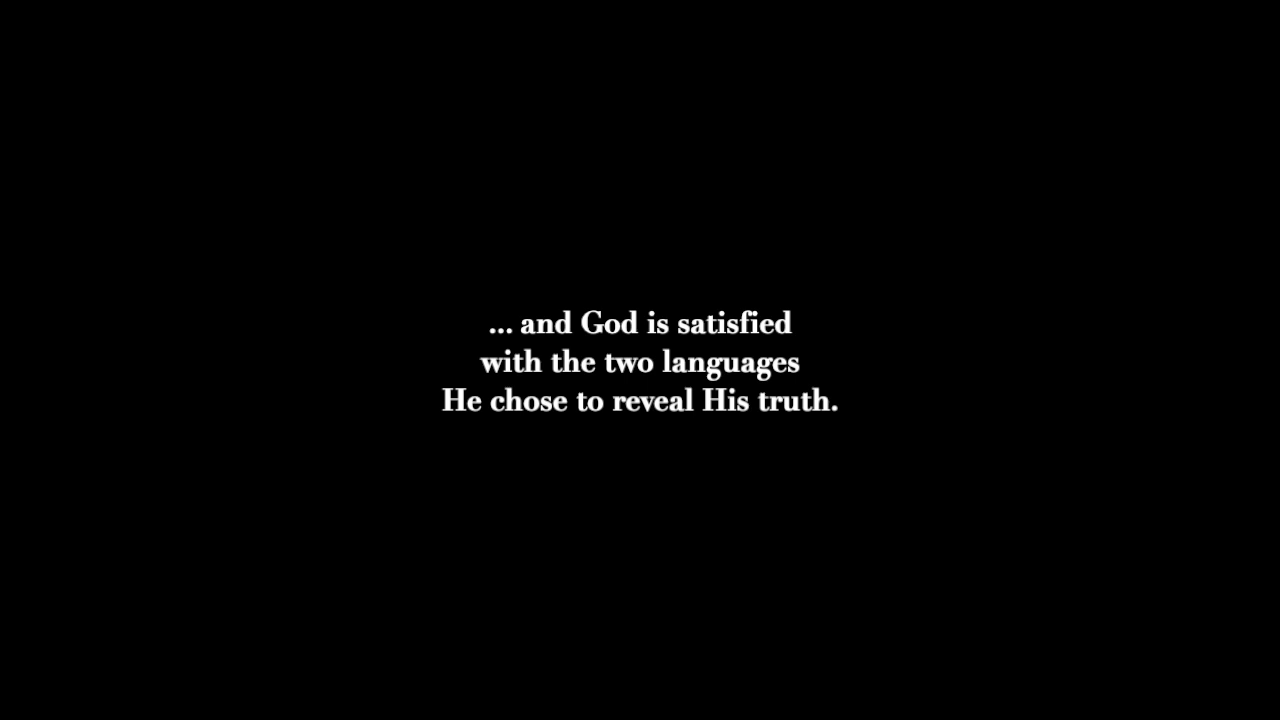 ... and God is satisfied
with the two languages
He chose to reveal His truth.